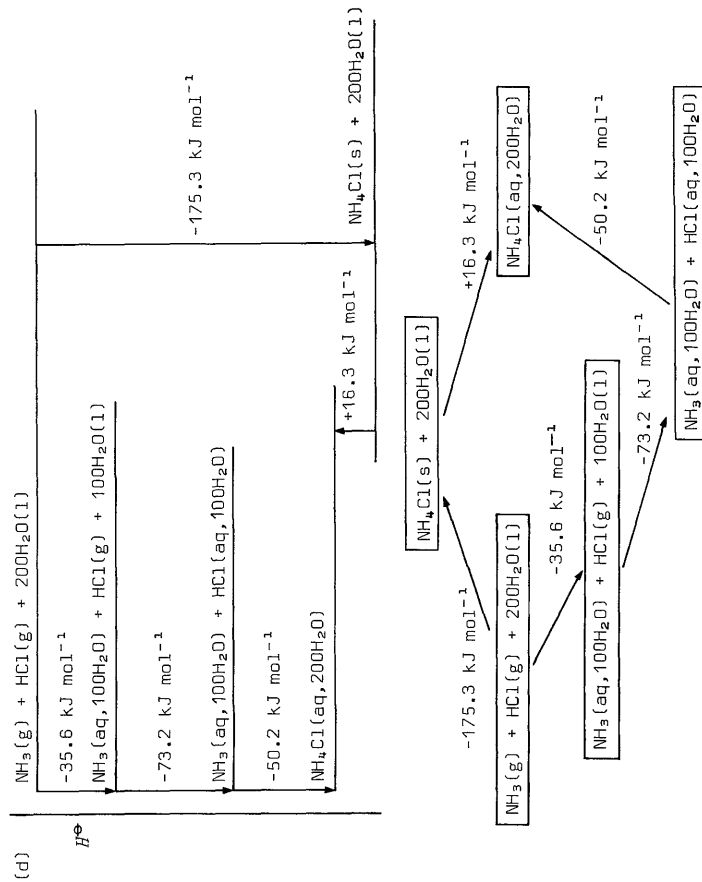 (d)
H⦵
NH₃(g) + HCl(g) + 200H₂O(l)
-35.6 kJ mol⁻¹
NH₃(aq,100H₂O) + HCl(g) + 100H₂O(l)
-73.2 kJ mol⁻¹
NH₃(aq,100H₂O) + HCl(aq,100H₂O)
-50.2 kJ mol⁻¹
NH₄Cl(aq,200H₂O)
-175.3 kJ mol⁻¹
+16.3 kJ mol⁻¹
NH₄Cl(s) + 200H₂O(l)
NH₄Cl(s) + 200H₂O(l)
-175.3 kJ mol⁻¹
+16.3 kJ mol⁻¹
NH₃(g) + HCl(g) + 200H₂O(l)
NH₄Cl(aq,200H₂O)
-35.6 kJ mol⁻¹
-50.2 kJ mol⁻¹
NH₃(aq,100H₂O) + HCl(g) + 100H₂O(l)
-73.2 kJ mol⁻¹
NH₃(aq,100H₂O) + HCl(aq,100H₂O)